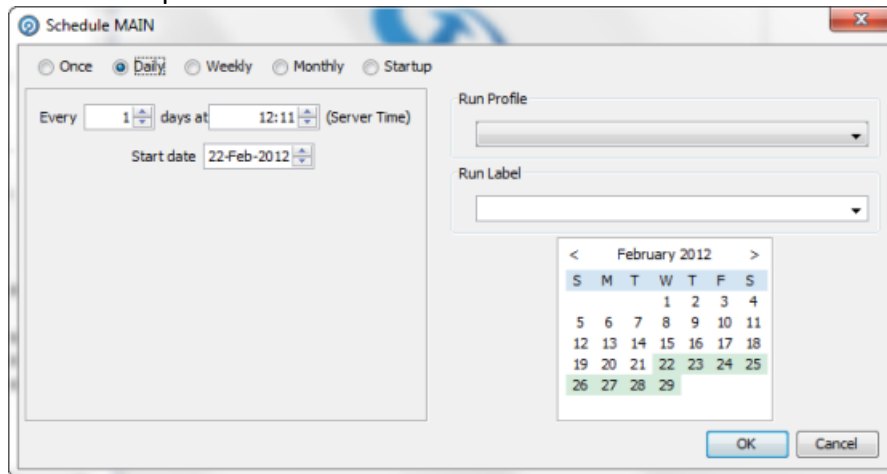 Schedule MAIN
Once Daily Weekly Monthly Startup
Every 1 days at 12:11 (Server Time)
Start date 22-Feb-2012
Run Profile
Run Label
< February 2012 >
S M T W T F S
1 2 3 4
5 6 7 8 9 10 11
12 13 14 15 16 17 18
19 20 21 22 23 24 25
26 27 28 29
OK Cancel